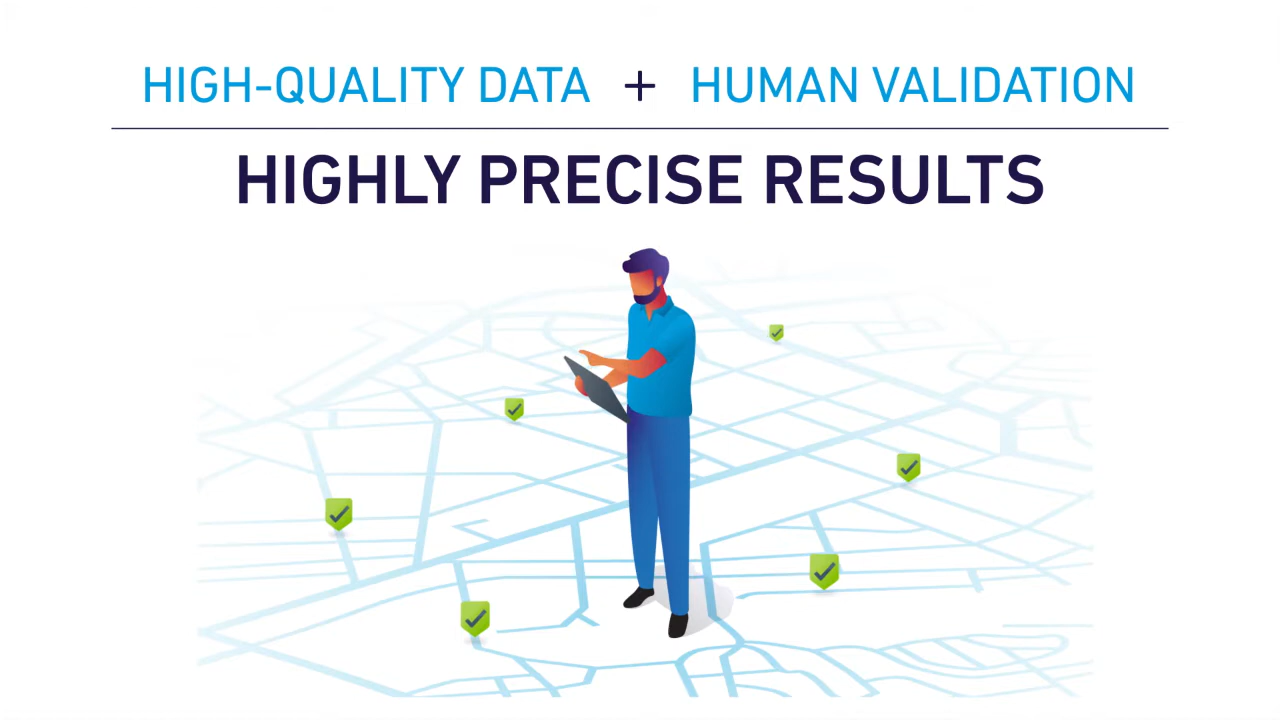 HIGH-QUALITY DATA + HUMAN VALIDATION
HIGHLY PRECISE RESULTS